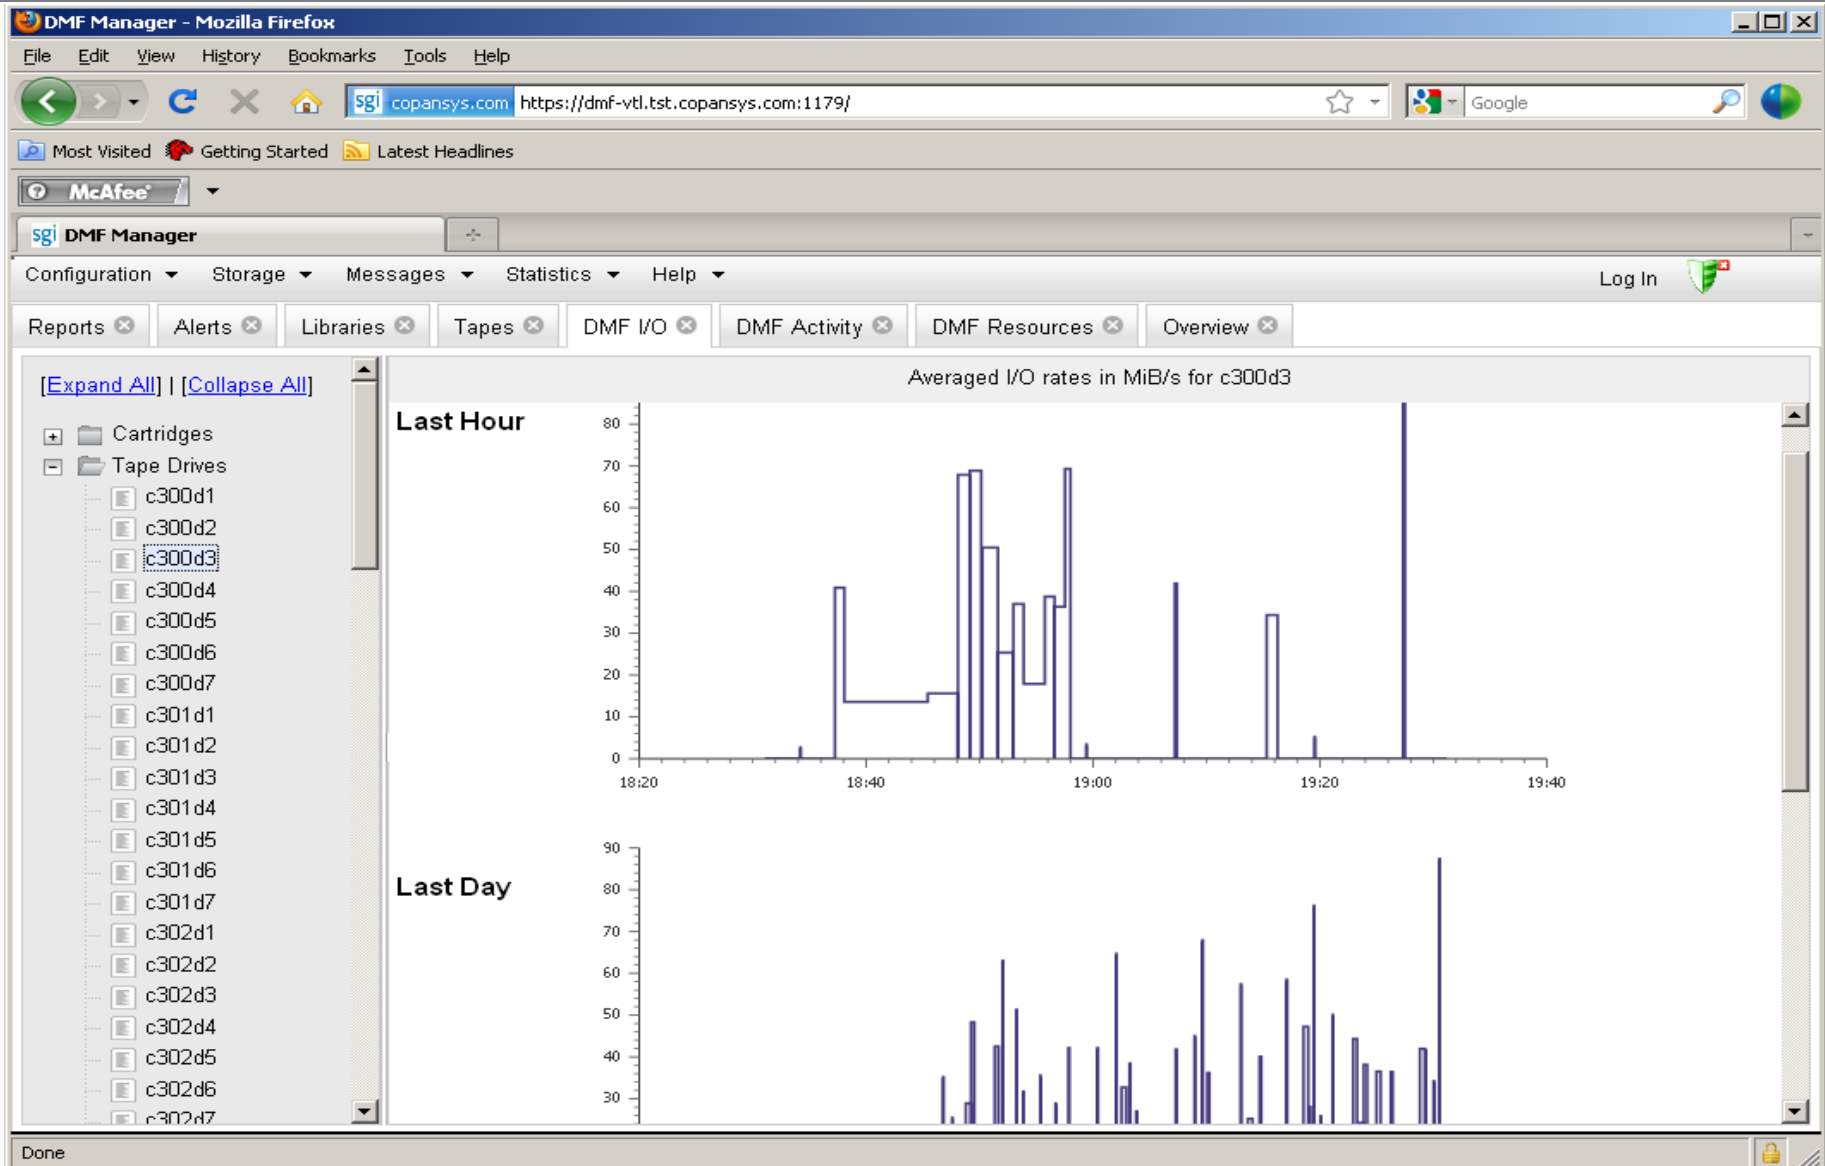 DMF Manager - Mozilla Firefox
File Edit View History Bookmarks Tools Help
sgi copansys.com https://dmf-vtl.tst.copansys.com:1179/ Google
Most Visited Getting Started Latest Headlines
McAfee
sgi DMF Manager
Configuration Storage Messages Statistics Help Log In
Reports Alerts Libraries Tapes DMF I/O DMF Activity DMF Resources Overview
[Expand All] | [Collapse All]
Cartridges
Tape Drives
c300d1
c300d2
c300d3
c300d4
c300d5
c300d6
c300d7
c301d1
c301d2
c301d3
c301d4
c301d5
c301d6
c301d7
c302d1
c302d2
c302d3
c302d4
c302d5
c302d6
c302d7
Averaged I/O rates in MiB/s for c300d3
Last Hour
80
70
60
50
40
30
20
10
0
18:20 18:40 19:00 19:20 19:40
Last Day
90
80
70
60
50
40
30
Done